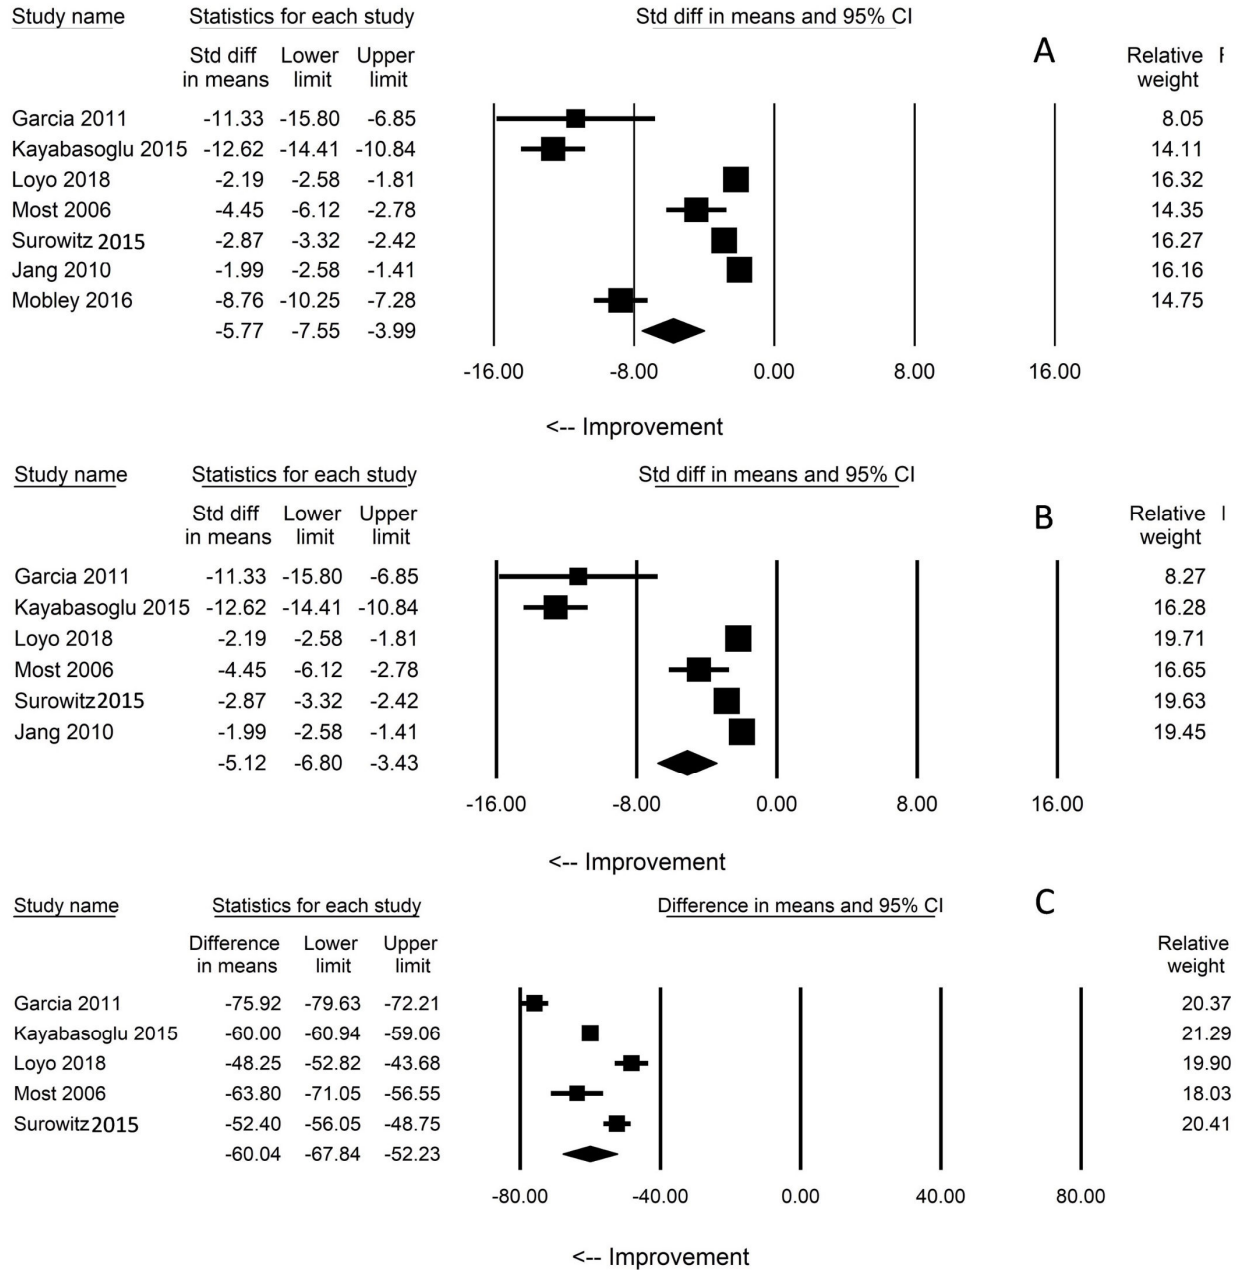 Study name Statistics for each study Std diff in means and 95% CI
A
Std diff Lower Upper Relative
in means limit limit weight
Garcia 2011 -11.33 -15.80 -6.85 8.05
Kayabasoglu 2015 -12.62 -14.41 -10.84 14.11
Loyo 2018 -2.19 -2.58 -1.81 16.32
Most 2006 -4.45 -6.12 -2.78 14.35
Surowitz 2015 -2.87 -3.32 -2.42 16.27
Jang 2010 -1.99 -2.58 -1.41 16.16
Mobley 2016 -8.76 -10.25 -7.28 14.75
-5.77 -7.55 -3.99
-16.00 -8.00 0.00 8.00 16.00
<-- Improvement
Study name Statistics for each study Std diff in means and 95% CI
B
Std diff Lower Upper Relative
in means limit limit weight
Garcia 2011 -11.33 -15.80 -6.85 8.27
Kayabasoglu 2015 -12.62 -14.41 -10.84 16.28
Loyo 2018 -2.19 -2.58 -1.81 19.71
Most 2006 -4.45 -6.12 -2.78 16.65
Surowitz 2015 -2.87 -3.32 -2.42 19.63
Jang 2010 -1.99 -2.58 -1.41 19.45
-5.12 -6.80 -3.43
-16.00 -8.00 0.00 8.00 16.00
<-- Improvement
Study name Statistics for each study Difference in means and 95% CI C
Difference Lower Upper Relative
in means limit limit weight
Garcia 2011 -75.92 -79.63 -72.21 20.37
Kayabasoglu 2015 -60.00 -60.94 -59.06 21.29
Loyo 2018 -48.25 -52.82 -43.68 19.90
Most 2006 -63.80 -71.05 -56.55 18.03
Surowitz 2015 -52.40 -56.05 -48.75 20.41
-60.04 -67.84 -52.23
-80.00 -40.00 0.00 40.00 80.00
<-- Improvement